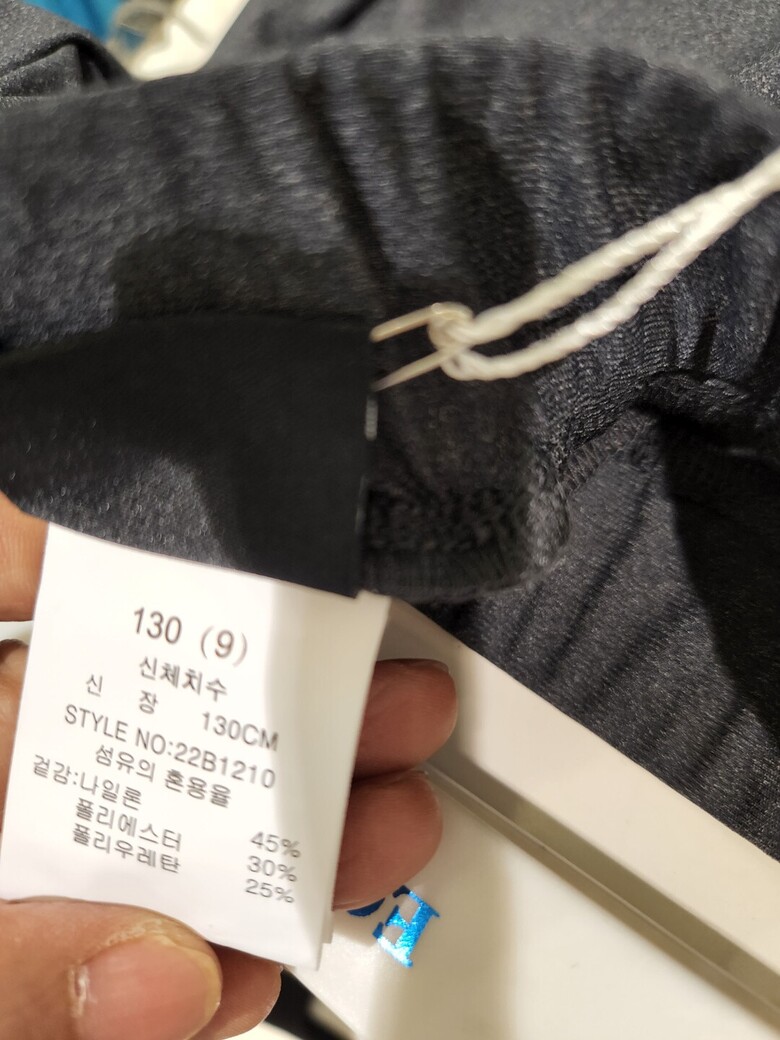 130 (9)
신체치수
신 장 130CM
STYLE NO:22B1210
섬유의 혼용율
겉감:나일론 45%
폴리에스터 30%
폴리우레탄 25%